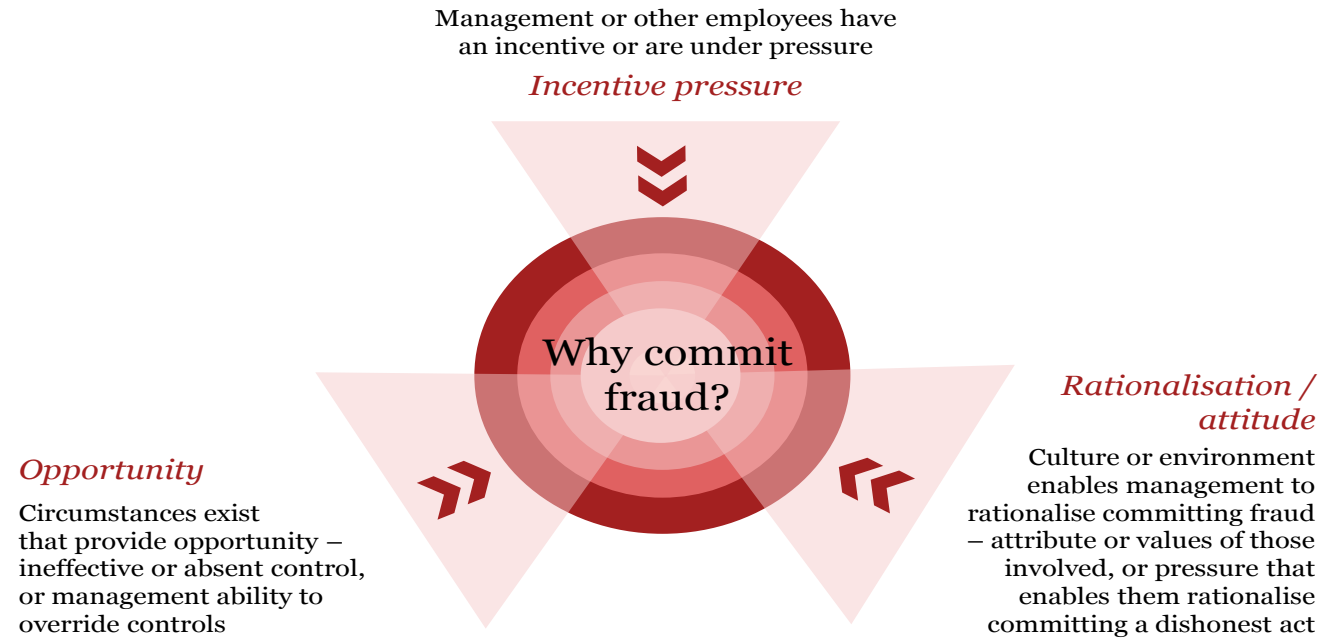 Management or other employees have
an incentive or are under pressure
Incentive pressure
Why commit
fraud?
Opportunity
Circumstances exist
that provide opportunity –
ineffective or absent control,
or management ability to
override controls
Rationalisation /
attitude
Culture or environment
enables management to
rationalise committing fraud
– attribute or values of those
involved, or pressure that
enables them rationalise
committing a dishonest act